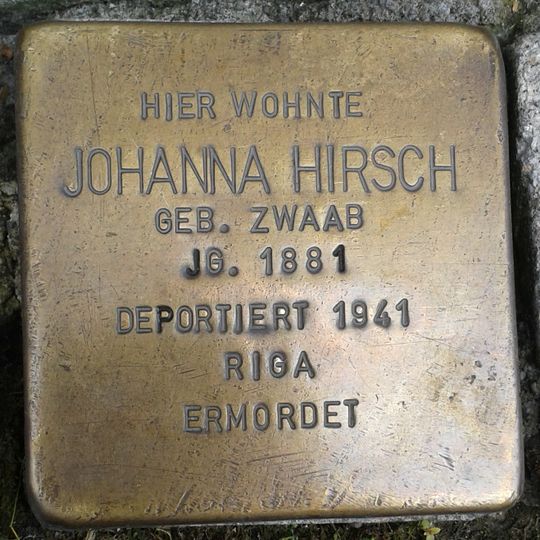 HIER WOHNTE
JOHANNA HIRSCH
GEB. ZWAAB
JG. 1881
DEPORTIERT 1941
RIGA
ERMORDET